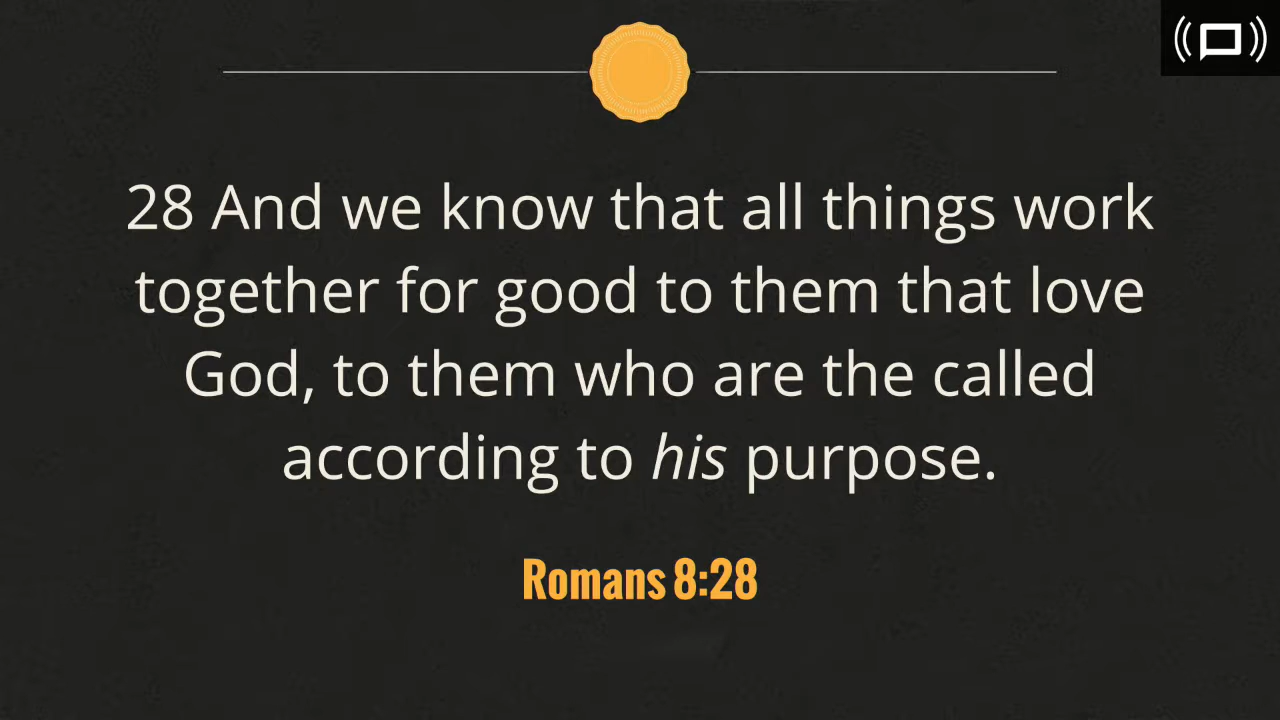 28 And we know that all things work
together for good to them that love
God, to them who are the called
according to his purpose.
Romans 8:28